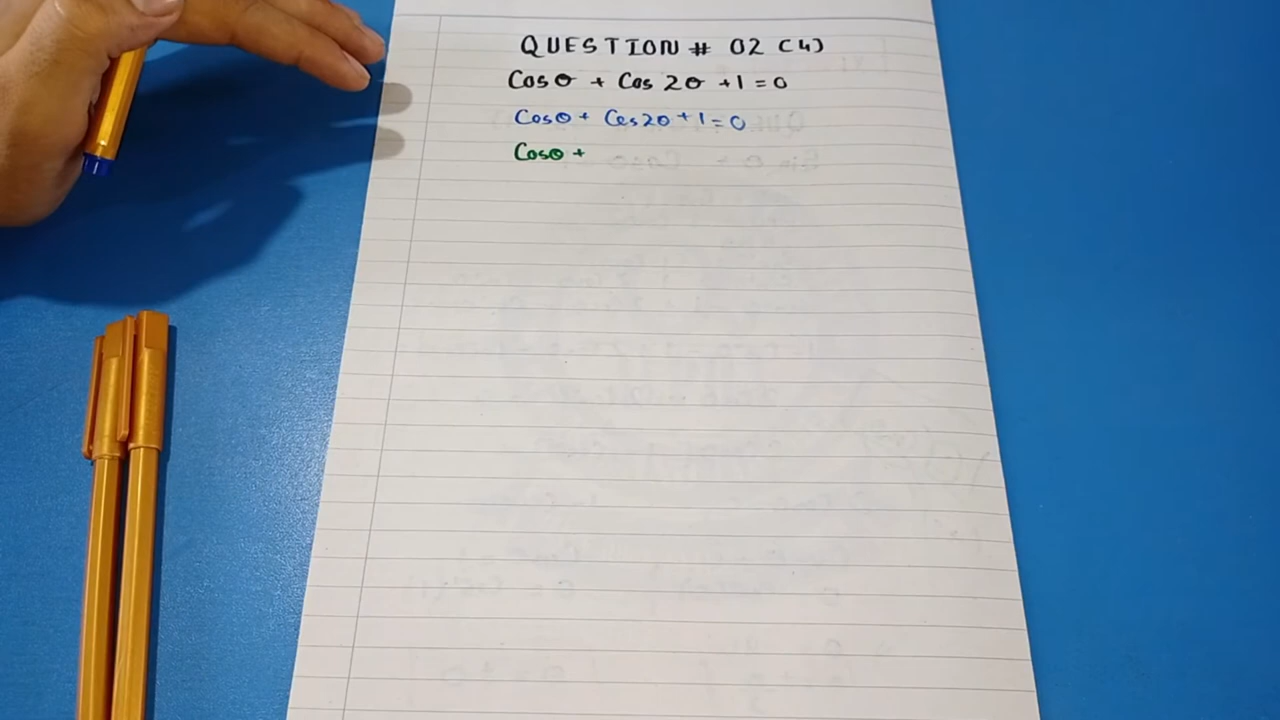 QUESTION # 02 (4)
Cosθ + Cos 2θ + 1 = 0
Cosθ + Cos2θ + 1 = 0
Cosθ +